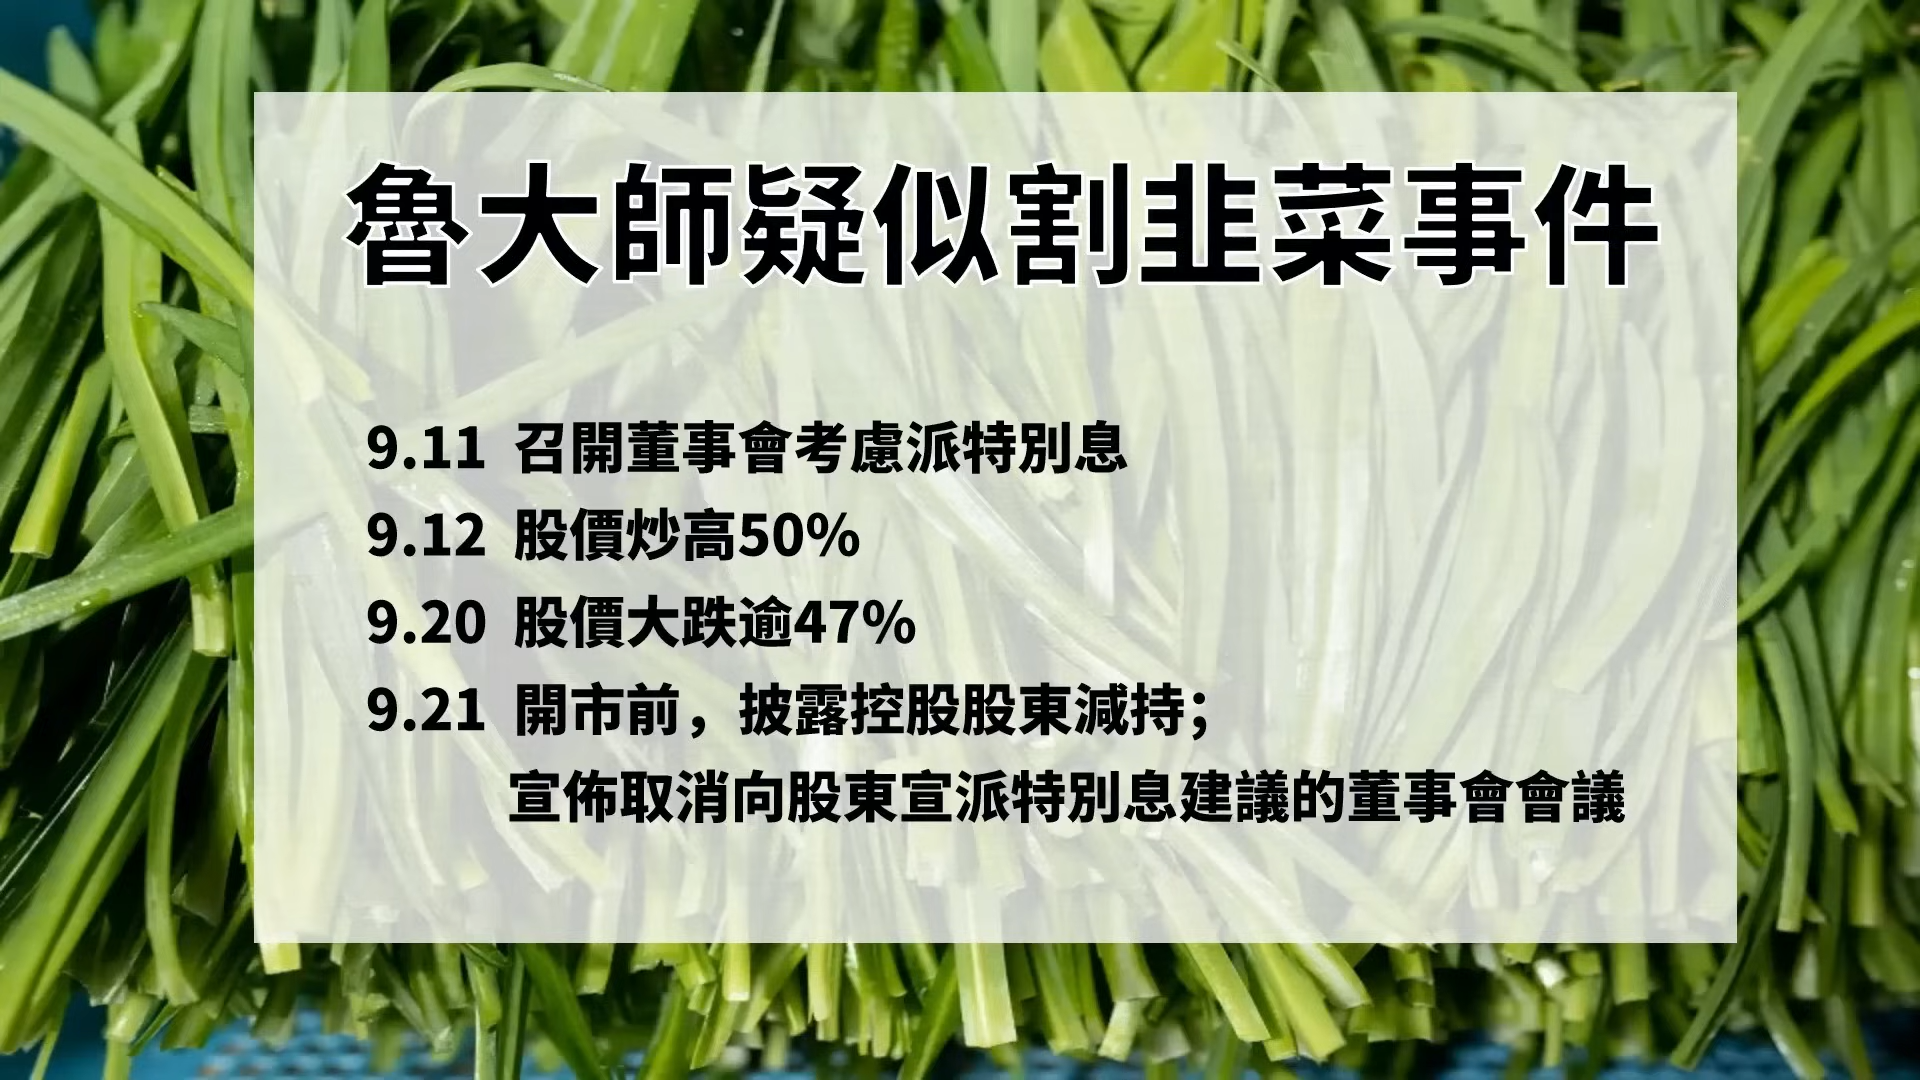 魯大師疑似割韭菜事件
9.11 召開董事會考慮派特別息
9.12 股價炒高50%
9.20 股價大跌逾47%
9.21 開市前，披露控股股東減持；
宣佈取消向股東宣派特別息建議的董事會會議